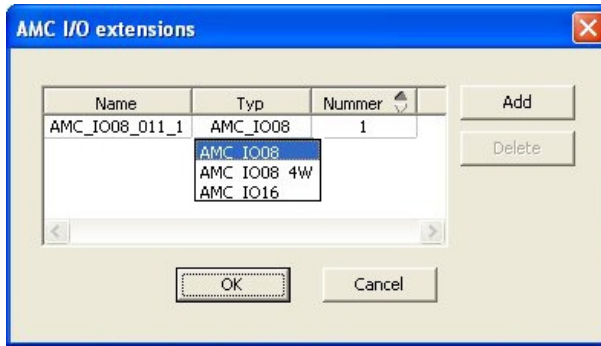 AMC I/O extensions
Name Typ Nummer
AMC_IO08_011_1 AMC_IO08 1
AMC_IO08
AMC_IO08_4W
AMC_IO16
Add
Delete
OK Cancel